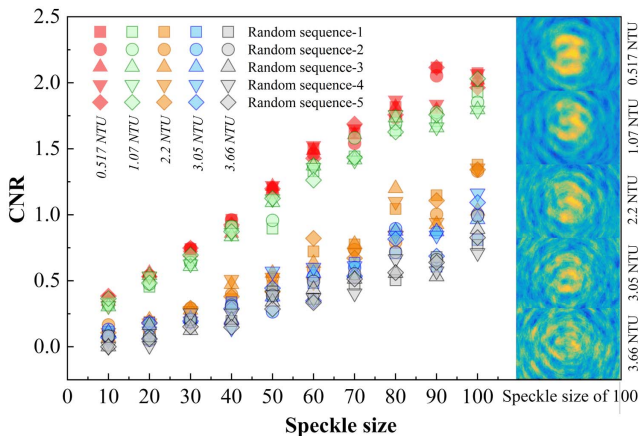 2.5
2.0
1.5
1.0
0.5
0.0
CNR
Random sequence-1
Random sequence-2
Random sequence-3
Random sequence-4
Random sequence-5
0.517 NTU
1.07 NTU
2.2 NTU
3.05 NTU
3.66 NTU
0 10 20 30 40 50 60 70 80 90 100
Speckle size
0.517 NTU
1.07 NTU
2.2 NTU
3.05 NTU
3.66 NTU
Speckle size of 100